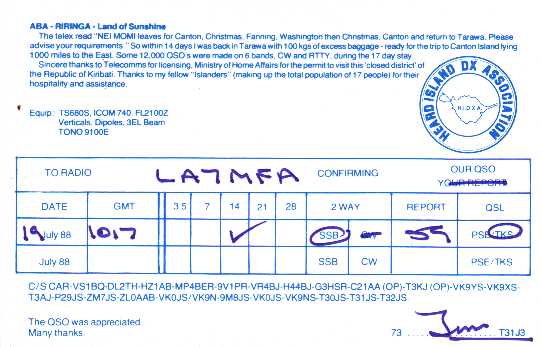 ABA - RIRINGA - Land of Sunshine
The telex read "NEI MOMI leaves for Canton, Christmas, Fanning, Washington then Christmas, Canton and return to Tarawa. Please
advise your requirements." So within 14 days I was back in Tarawa with 100 kgs of excess baggage - ready for the trip to Canton Island lying
1000 miles to the East. Some 12,000 QSO's were made on 6 bands, CW and RTTY, during the 17 day stay.
Sincere thanks to Telecomms for licensing, Ministry of Home Affairs for the permit to visit this 'closed district' of
the Republic of Kiribati. Thanks to my fellow "Islanders" (making up the total population of 17 people) for their
hospitality and assistance.
HEARD ISLAND DX ASSOCIATION
H.I.D.X.A.
Equip: TS680S, ICOM 740, FL2100Z
Verticals, Dipoles, 3EL Beam
TONO 9100E
TO RADIO LA7MFA CONFIRMING OUR QSO
YOUR REPORT
DATE GMT 3.5 7 14 21 28 2 WAY REPORT QSL
19 July 88 1017 ✓ SSB CW 59 PSE/TKS
July 88 SSB CW PSE/TKS
C/S CAR-VS1BQ-DL2TH-HZ1AB-MP4BER-9V1PR-VR4BJ-H44BJ-G3HSR-C21AA (OP)-T3KJ (OP)-VK9YS-VK9XS-
T3AJ-P29JS-ZM7JS-ZL0AAB-VK0JS/VK9N-9M8JS-VK0JS-VK9NS-T30JS-T31JS-T32JS
The QSO was appreciated.
Many thanks. 73 Jim T31JS